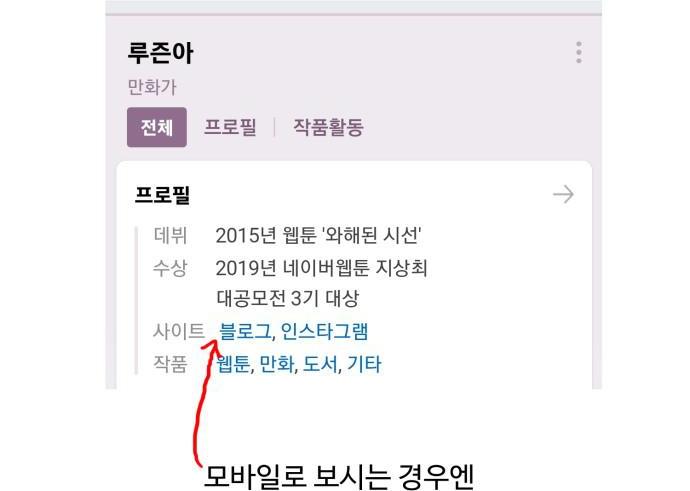 루즌아
만화가
전체 프로필 작품활동
프로필
데뷔 2015년 웹툰 '와해된 시선'
수상 2019년 네이버웹툰 지상최
대공모전 3기 대상
사이트 블로그, 인스타그램
작품 웹툰, 만화, 도서, 기타
모바일로 보시는 경우엔